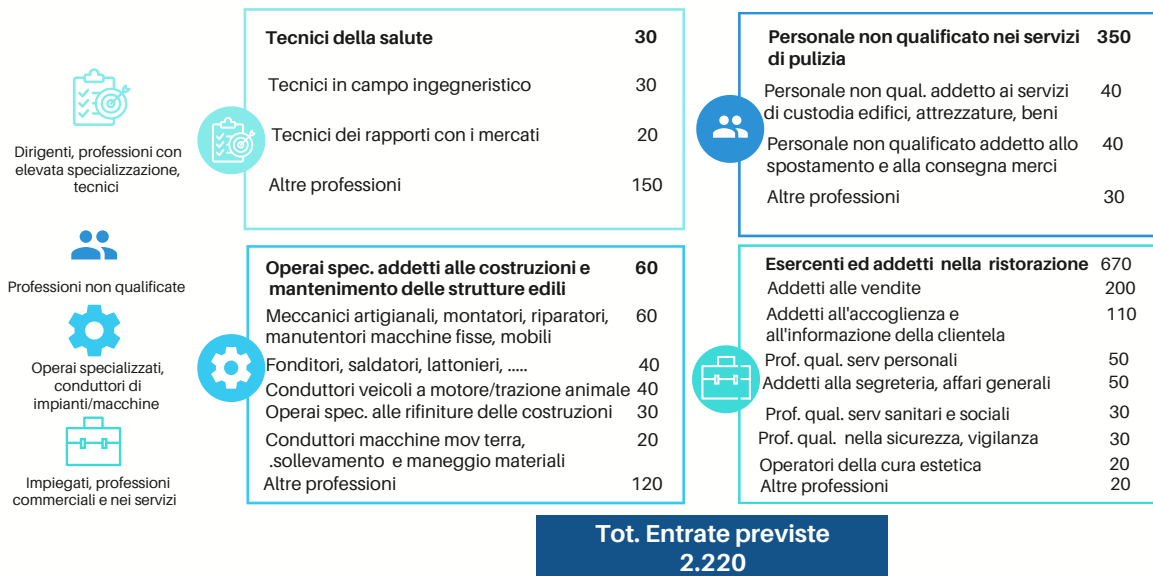 Dirigenti, professioni con
elevata specializzazione,
tecnici
Professioni non qualificate
Operai specializzati,
conduttori di
impianti/macchine
Impiegati, professioni
commerciali e nei servizi
Tecnici della salute 30
Tecnici in campo ingegneristico 30
Tecnici dei rapporti con i mercati 20
Altre professioni 150
Personale non qualificato nei servizi 350
di pulizia
Personale non qual. addetto ai servizi 40
di custodia edifici, attrezzature, beni
Personale non qualificato addetto allo 40
spostamento e alla consegna merci
Altre professioni 30
Operai spec. addetti alle costruzioni e 60
mantenimento delle strutture edili
Meccanici artigianali, montatori, riparatori, 60
manutentori macchine fisse, mobili
Fonditori, saldatori, lattonieri, ..... 40
Conduttori veicoli a motore/trazione animale 40
Operai spec. alle rifiniture delle costruzioni 30
Conduttori macchine mov terra, 20
.sollevamento e maneggio materiali
Altre professioni 120
Esercenti ed addetti nella ristorazione 670
Addetti alle vendite 200
Addetti all'accoglienza e 110
all'informazione della clientela
Prof. qual. serv personali 50
Addetti alla segreteria, affari generali 50
Prof. qual. serv sanitari e sociali 30
Prof. qual. nella sicurezza, vigilanza 30
Operatori della cura estetica 20
Altre professioni 20
Tot. Entrate previste
2.220